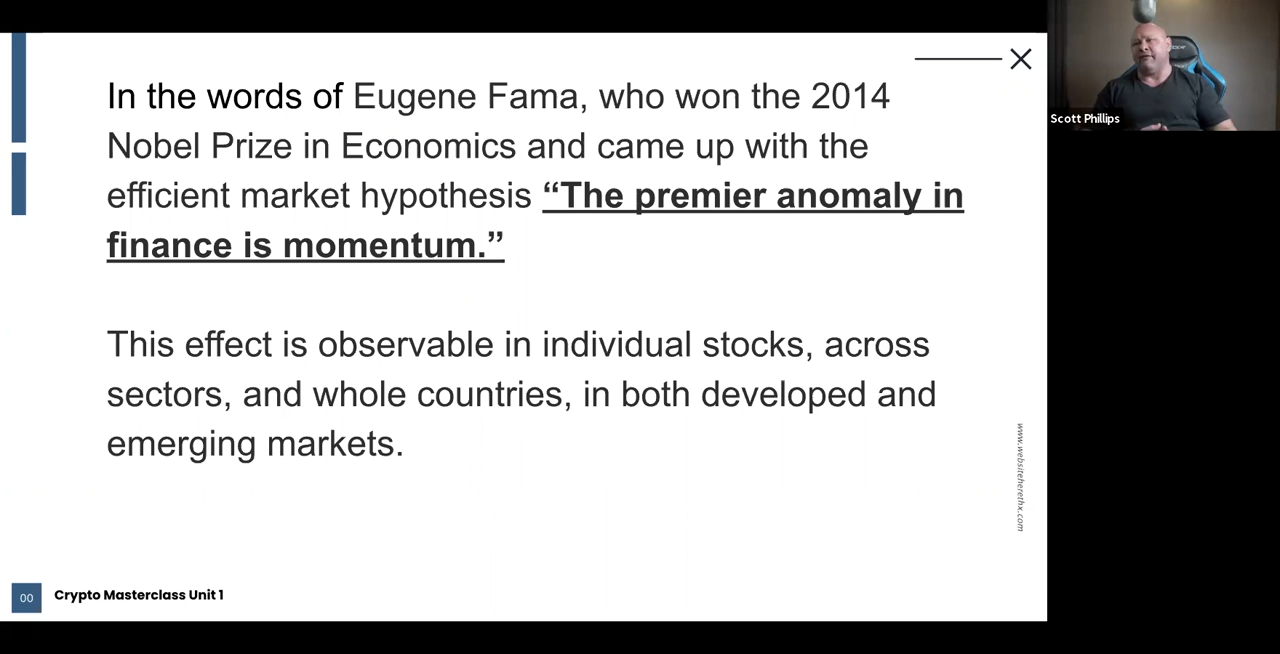 In the words of Eugene Fama, who won the 2014
Nobel Prize in Economics and came up with the
efficient market hypothesis “The premier anomaly in
finance is momentum.”
This effect is observable in individual stocks, across
sectors, and whole countries, in both developed and
emerging markets.
www.websiteherethx.com
00 Crypto Masterclass Unit 1
Scott Phillips